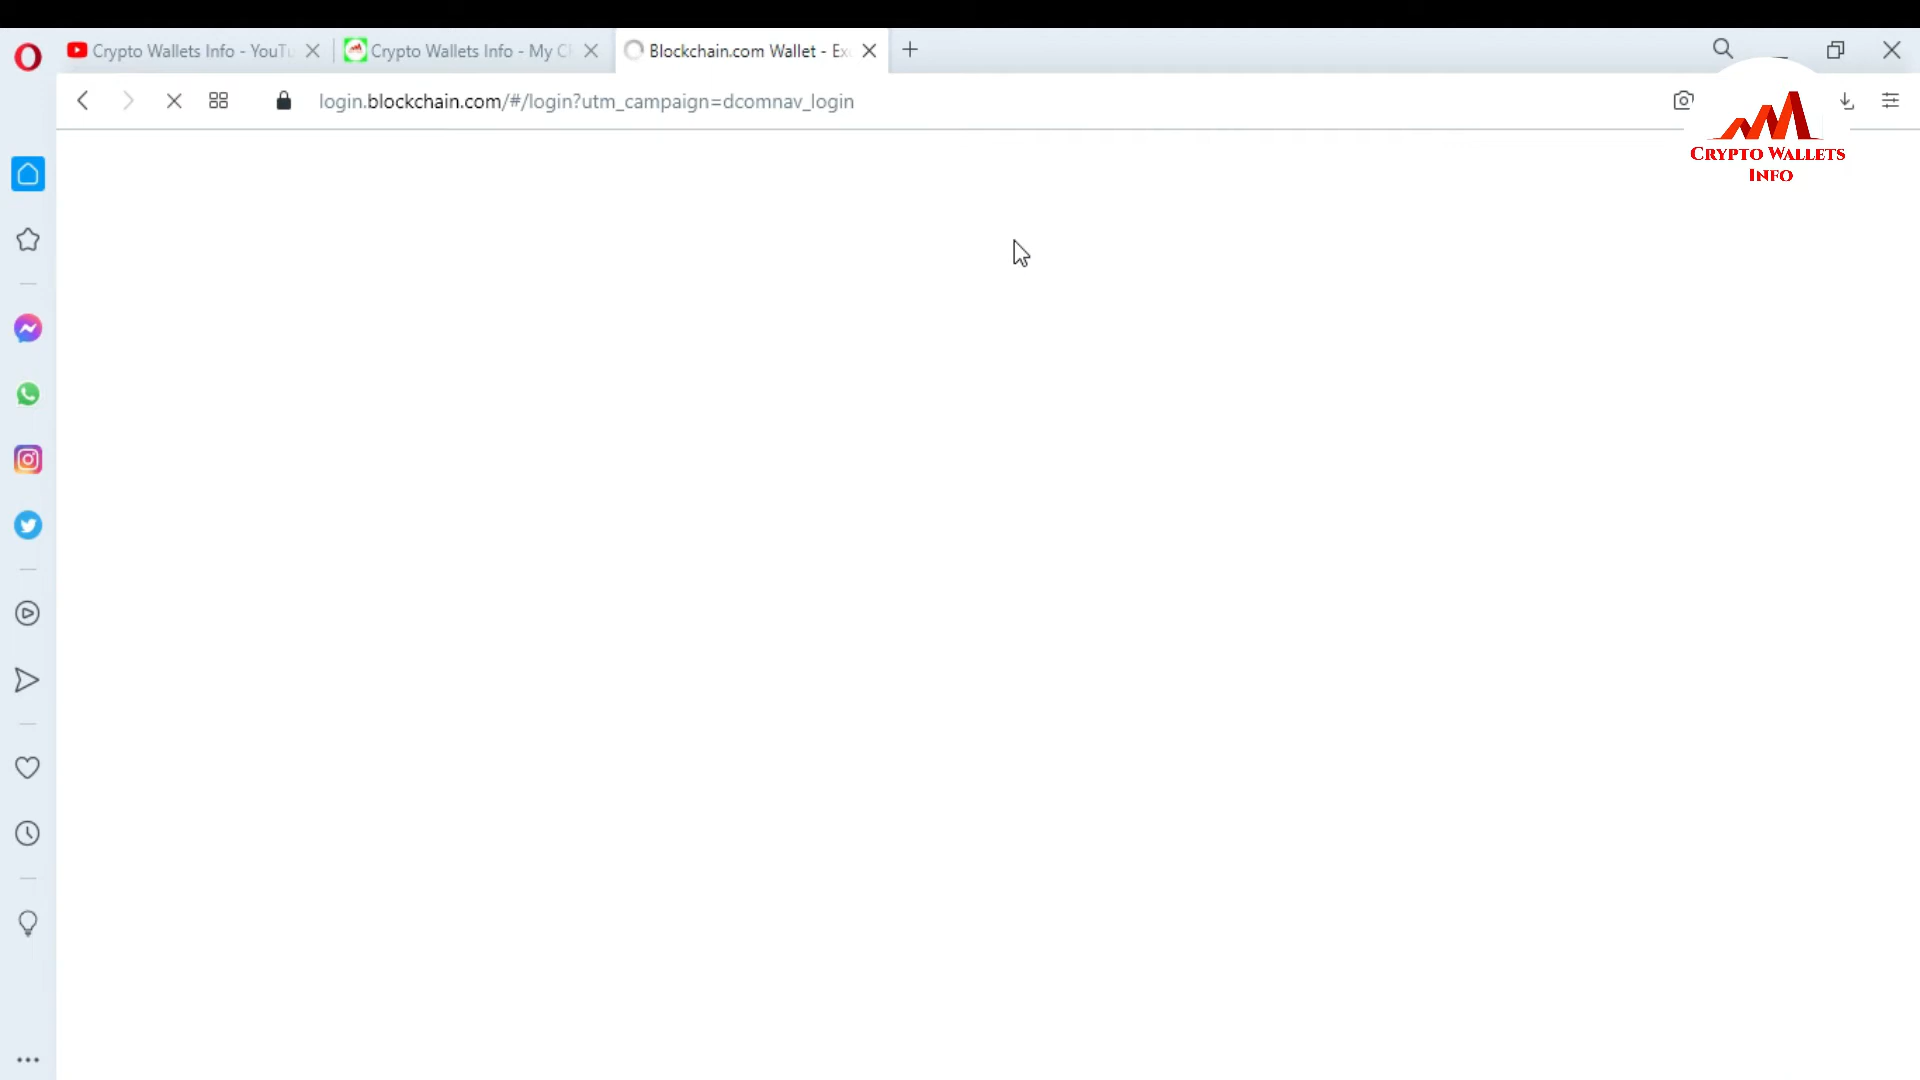 Crypto Wallets Info - YouTu
Crypto Wallets Info - My C
Blockchain.com Wallet - Exc
login.blockchain.com/#/login?utm_campaign=dcomnav_login
Crypto Wallets
Info